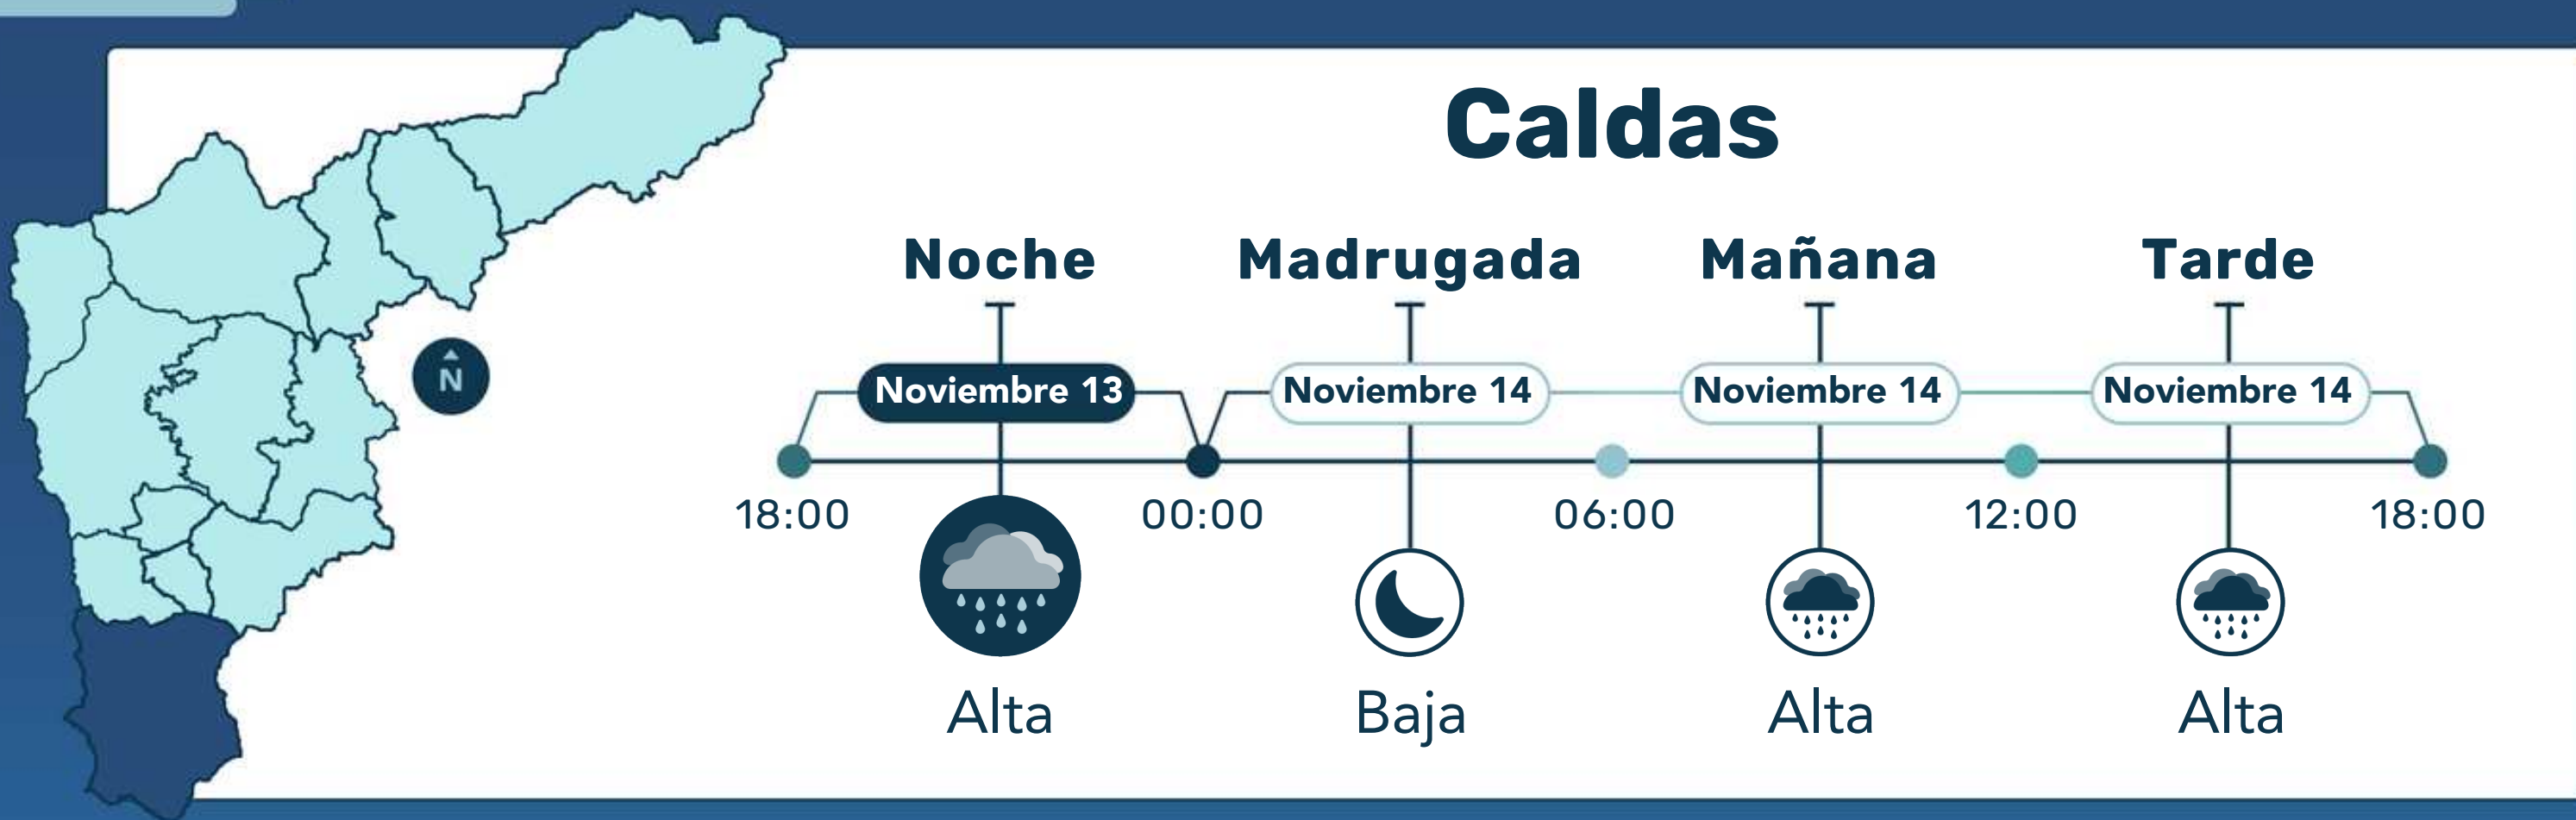 Caldas
Noche Madrugada Mañana Tarde
N
Noviembre 13 Noviembre 14 Noviembre 14 Noviembre 14
18:00 00:00 06:00 12:00 18:00
Alta Baja Alta Alta